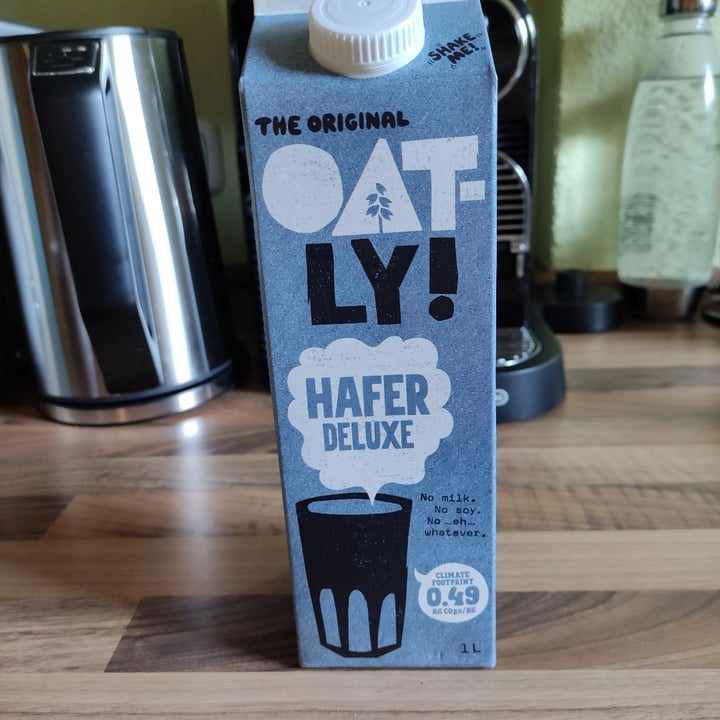 "SHAKE
ME!"
THE ORIGINAL
OAT-
LY!
HAFER
DELUXE
No milk.
No soy.
No …eh…
whatever.
CLIMATE
FOOTPRINT
0.49
KG CO₂e/KG
1L